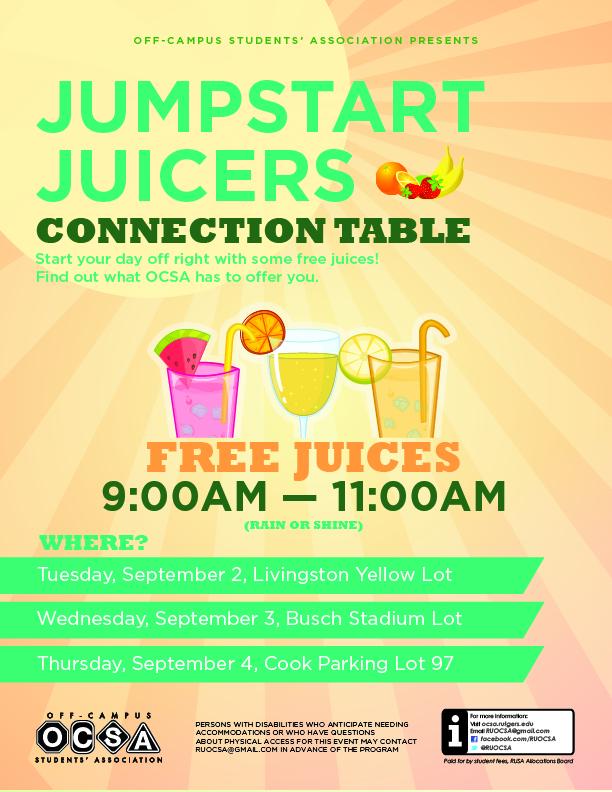 OFF-CAMPUS STUDENTS' ASSOCIATION PRESENTS
JUMPSTART
JUICERS
CONNECTION TABLE
Start your day off right with some free juices!
Find out what OCSA has to offer you.
FREE JUICES
9:00AM — 11:00AM
(RAIN OR SHINE)
WHERE?
Tuesday, September 2, Livingston Yellow Lot
Wednesday, September 3, Busch Stadium Lot
Thursday, September 4, Cook Parking Lot 97
OFF-CAMPUS
OCSA
STUDENTS' ASSOCIATION
PERSONS WITH DISABILITIES WHO ANTICIPATE NEEDING
ACCOMMODATIONS OR WHO HAVE QUESTIONS
ABOUT PHYSICAL ACCESS FOR THIS EVENT MAY CONTACT
RUOCSA@GMAIL.COM IN ADVANCE OF THE PROGRAM
i
For more information:
Visit ocsa.rutgers.edu
Email RUOCSA@gmail.com
f facebook.com/RUOCSA
@RUOCSA
Paid for by student fees, RUSA Allocations Board